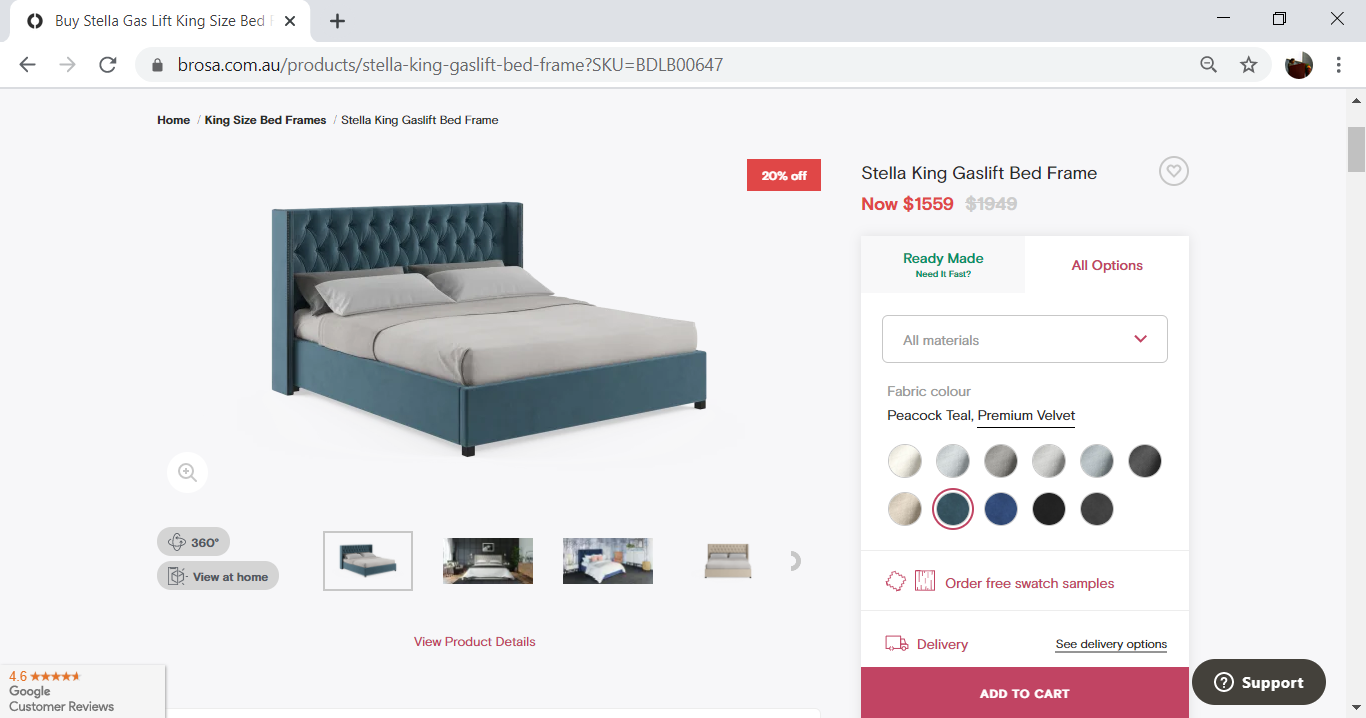 Buy Stella Gas Lift King Size Bed F
brosa.com.au/products/stella-king-gaslift-bed-frame?SKU=BDLB00647
Home / King Size Bed Frames / Stella King Gaslift Bed Frame
20% off
Stella King Gaslift Bed Frame
Now $1559 $1949
Ready Made
Need It Fast?
All Options
All materials
Fabric colour
Peacock Teal, Premium Velvet
360°
View at home
View Product Details
Order free swatch samples
Delivery
See delivery options
ADD TO CART
4.6
Google
Customer Reviews
Support